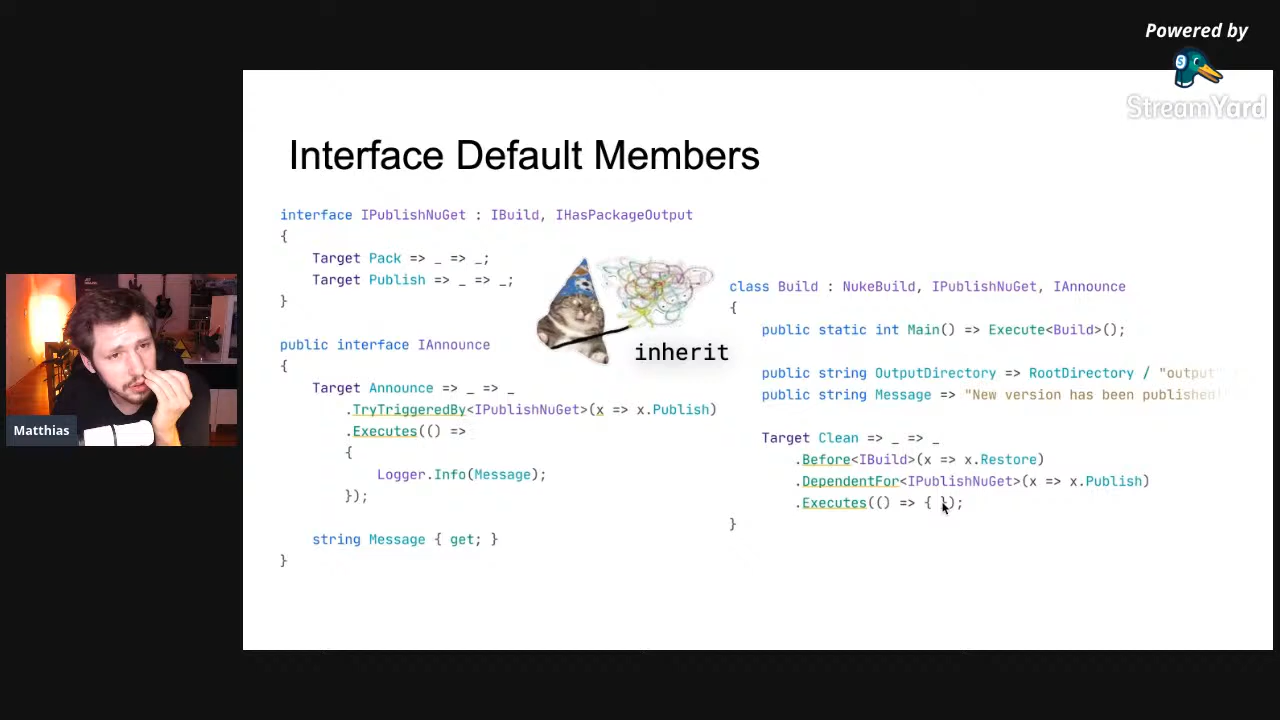 Powered by
StreamYard
Interface Default Members
interface IPublishNuGet : IBuild, IHasPackageOutput
{
    Target Pack => _ => _;
    Target Publish => _ => _;
}
public interface IAnnounce
{
    Target Announce => _ => _
        .TryTriggeredBy<IPublishNuGet>(x => x.Publish)
        .Executes(() =>
        {
            Logger.Info(Message);
        });
    string Message { get; }
}
inherit
class Build : NukeBuild, IPublishNuGet, IAnnounce
{
    public static int Main() => Execute<Build>();
    public string OutputDirectory => RootDirectory / "output"
    public string Message => "New version has been published!
    Target Clean => _ => _
        .Before<IBuild>(x => x.Restore)
        .DependentFor<IPublishNuGet>(x => x.Publish)
        .Executes(() => { });
}
Matthias